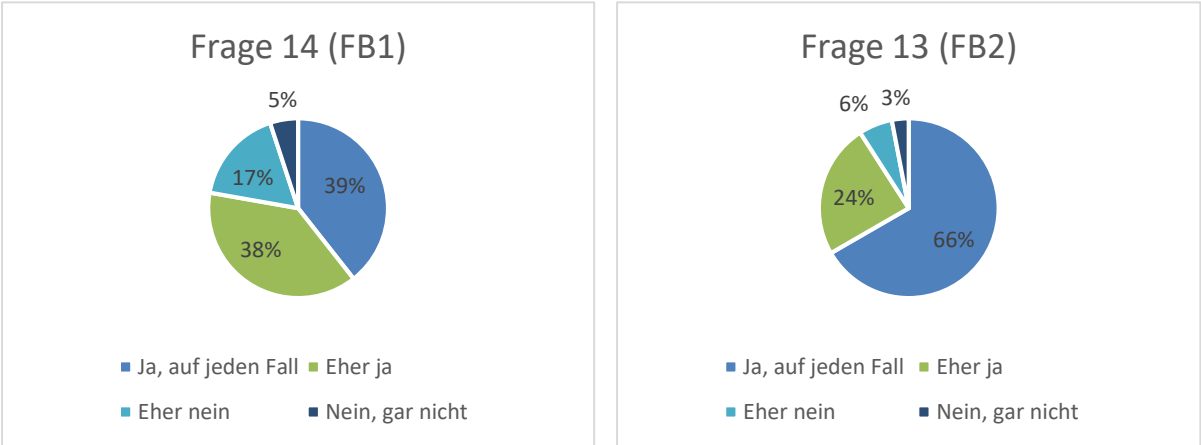 Frage 14 (FB1)
5%
17%
39%
38%
Ja, auf jeden Fall
Eher ja
Eher nein
Nein, gar nicht
Frage 13 (FB2)
6%
3%
24%
66%
Ja, auf jeden Fall
Eher ja
Eher nein
Nein, gar nicht